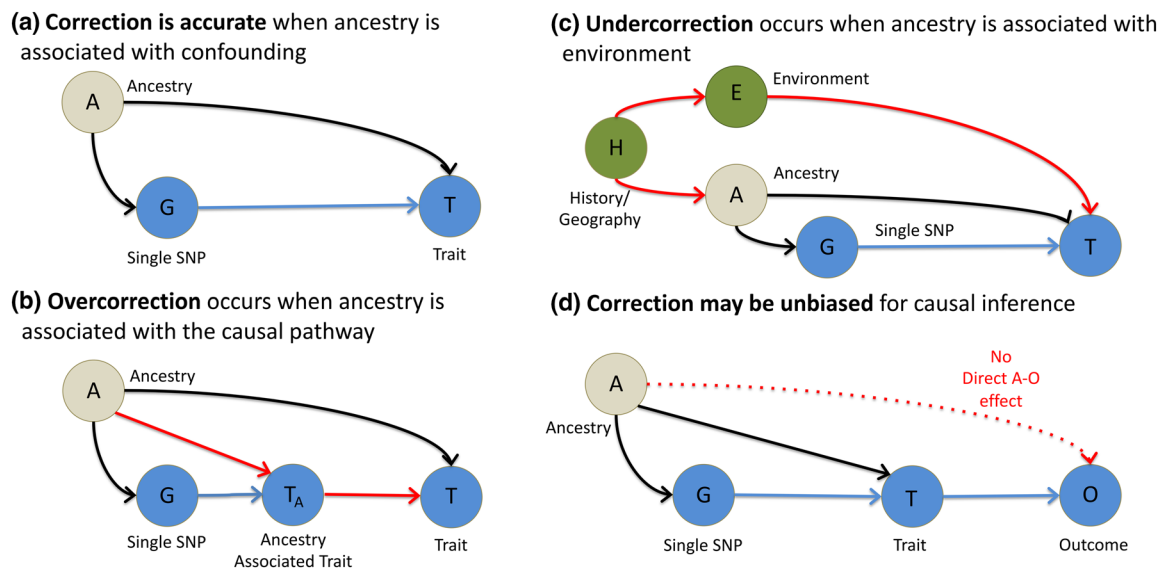 (a) Correction is accurate when ancestry is
associated with confounding
Ancestry
A
G
T
Single SNP
Trait
(b) Overcorrection occurs when ancestry is
associated with the causal pathway
Ancestry
A
G
TA
T
Single SNP
Ancestry
Associated Trait
Trait
(c) Undercorrection occurs when ancestry is associated with
environment
Environment
E
H
History/
Geography
Ancestry
A
Single SNP
G
T
(d) Correction may be unbiased for causal inference
No
Direct A-O
effect
A
Ancestry
G
T
O
Single SNP
Trait
Outcome